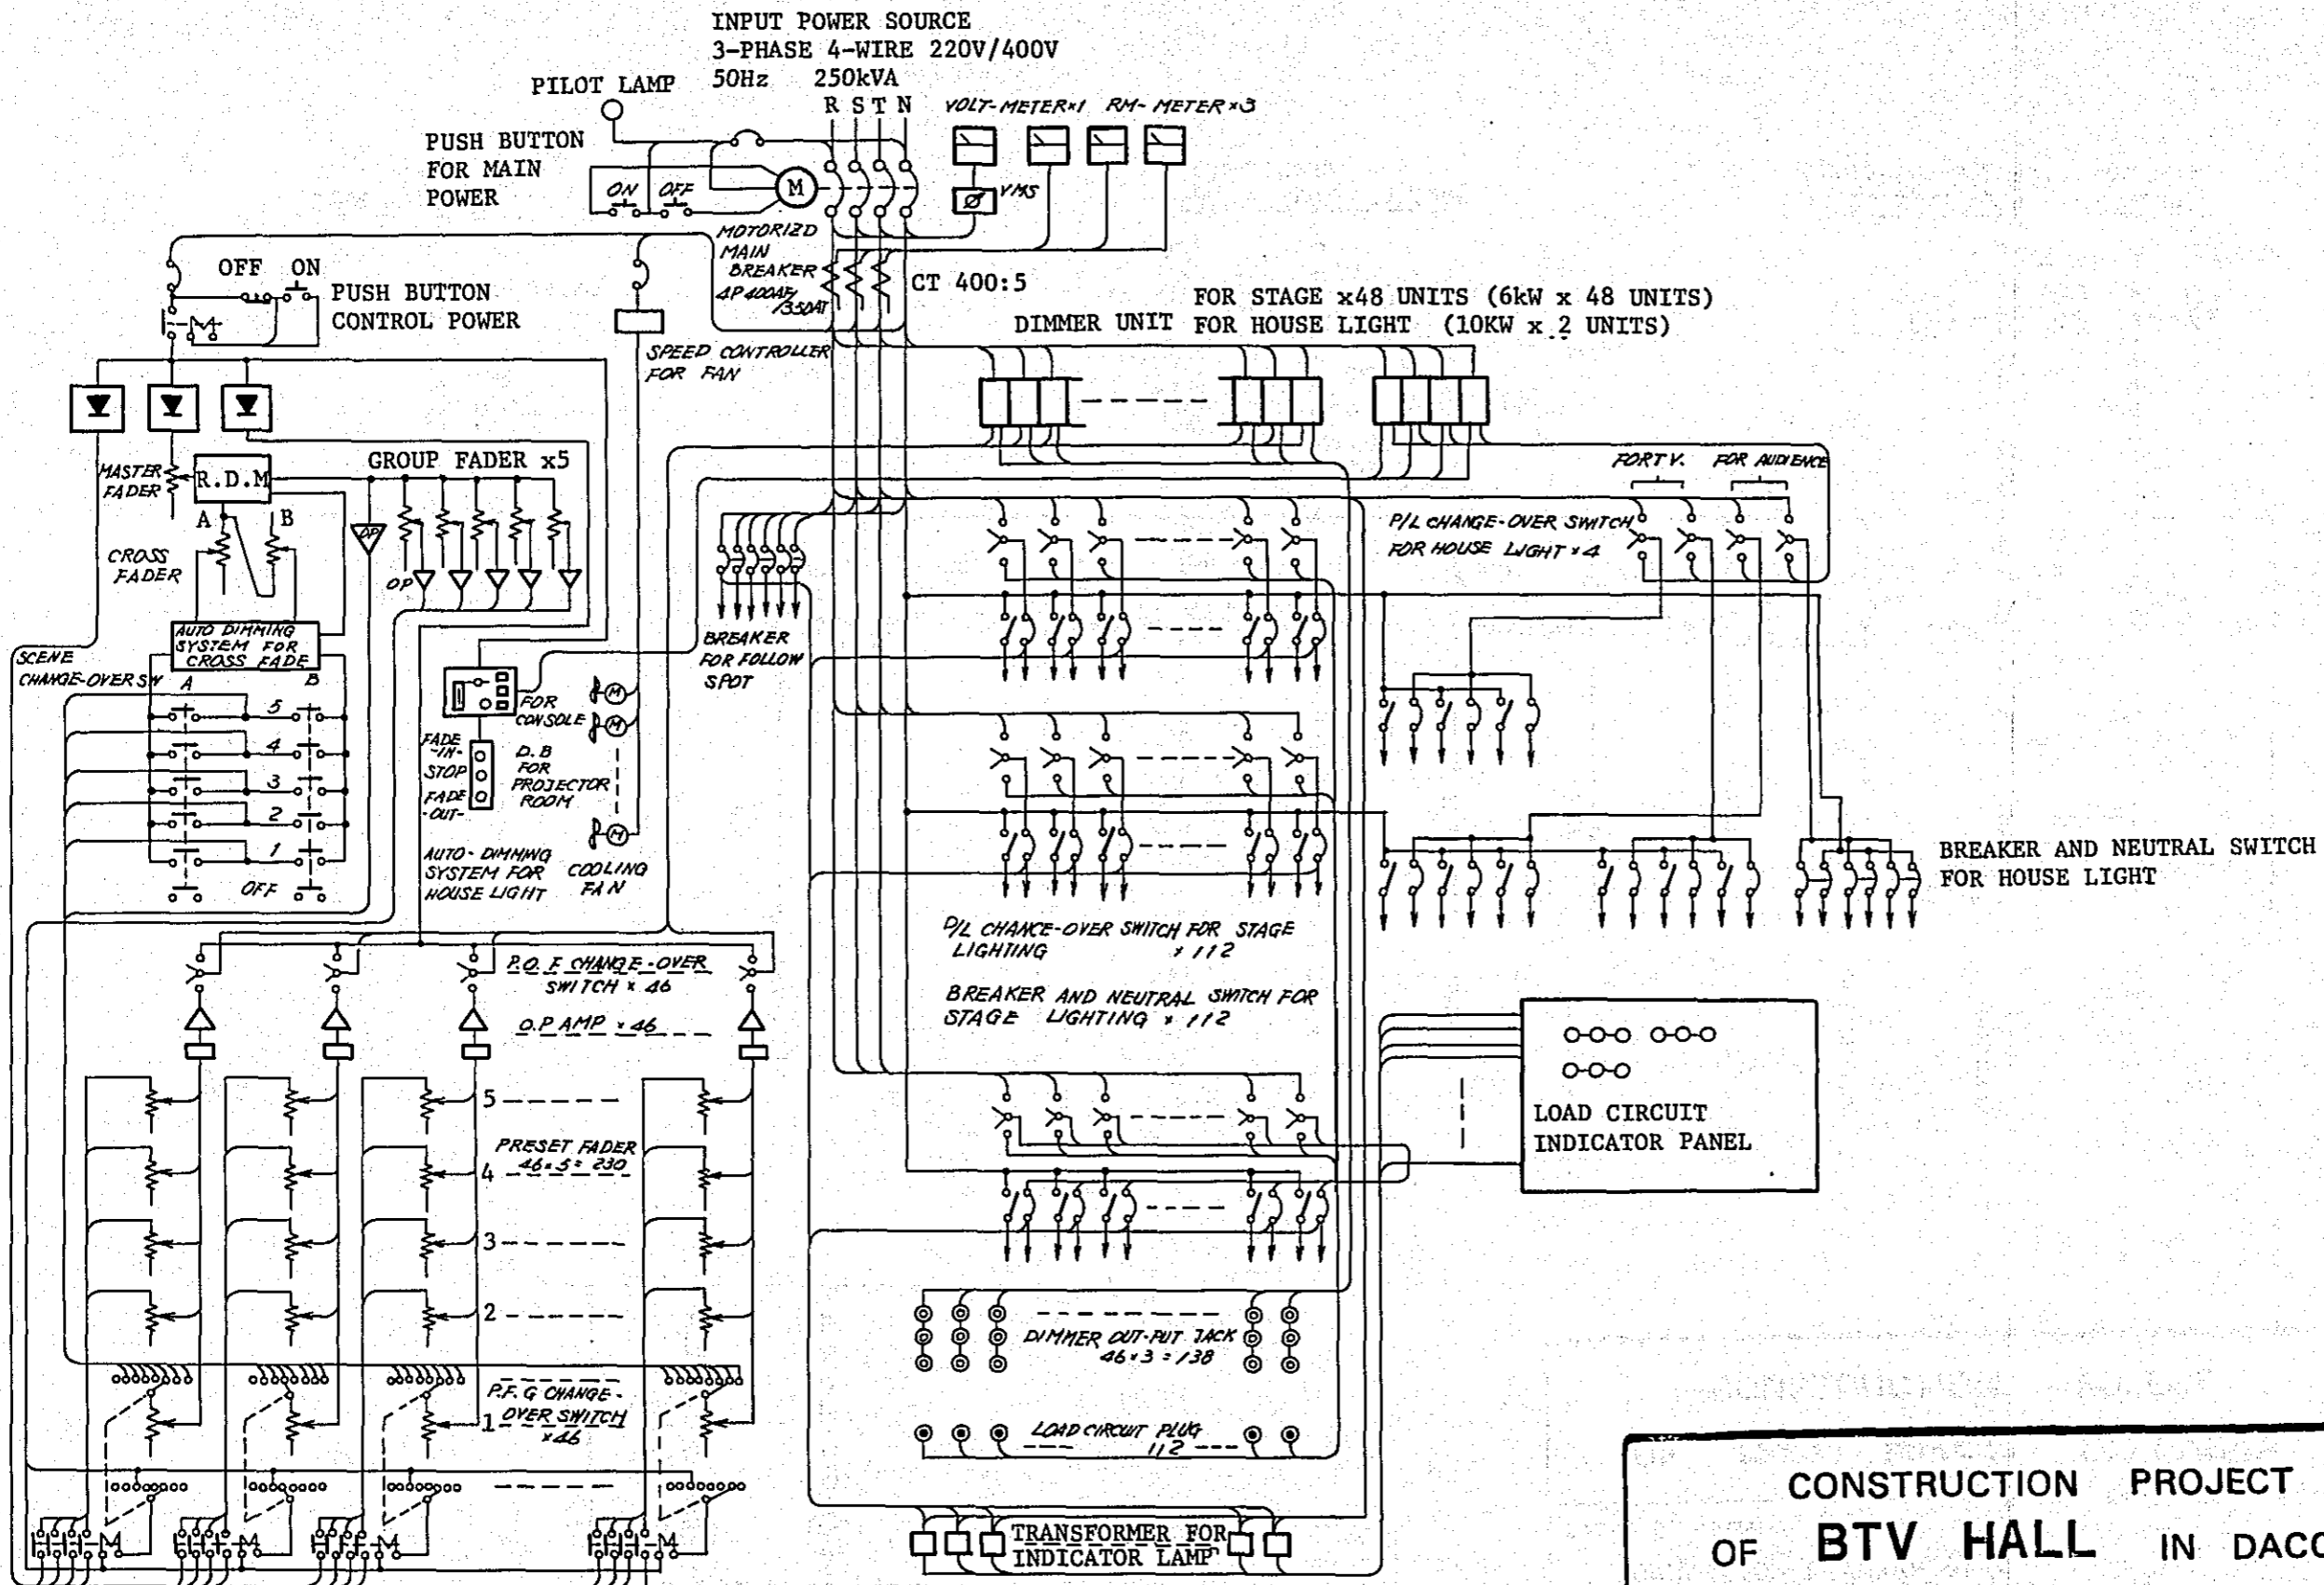 INPUT POWER SOURCE
3-PHASE 4-WIRE 220V/400V
50Hz 250kVA
PILOT LAMP
R S T N
VOLT-METER×1 RM-METER×3
PUSH BUTTON
FOR MAIN
POWER
ON OFF
M
VMS
MOTORIZD
MAIN
BREAKER
4P400AF/
/350AT
CT 400:5
OFF ON
PUSH BUTTON
CONTROL POWER
M
SPEED CONTROLLER
FOR FAN
FOR STAGE x48 UNITS (6kW x 48 UNITS)
DIMMER UNIT FOR HOUSE LIGHT (10KW x 2 UNITS)
MASTER
FADER
R.D.M
GROUP FADER x5
A B
CROSS
FADER
OP
OP
FORT V. FOR AUDIENCE
P/L CHANGE-OVER SWITCH
FOR HOUSE LIGHT × 4
AUTO DIMMING
SYSTEM FOR
CROSS FADE
SCENE
CHANGE-OVER SW
A B
5
4
3
2
1
OFF
BREAKER
FOR FOLLOW
SPOT
FOR
CONSOLE
FADE
-IN-
STOP
FADE
-OUT-
D.B
FOR
PROJECTOR
ROOM
M
M
M
AUTO-DIMMING
SYSTEM FOR
HOUSE LIGHT
COOLING
FAN
BREAKER AND NEUTRAL SWITCH
FOR HOUSE LIGHT
P/L CHANCE-OVER SWITCH FOR STAGE
LIGHTING × 112
BREAKER AND NEUTRAL SWITCH FOR
STAGE LIGHTING × 112
P.O.F CHANGE-OVER
SWITCH × 46
O.P AMP × 46
5
PRESET FADER
46×5=230
4
3
2
P.F.G CHANGE-
1 OVER SWITCH
×46
LOAD CIRCUIT
INDICATOR PANEL
DIMMER OUT-PUT JACK
46×3=138
LOAD CIRCUIT PLUG
112
M M M M
TRANSFORMER FOR
INDICATOR LAMP
CONSTRUCTION PROJECT
OF BTV HALL IN DACC